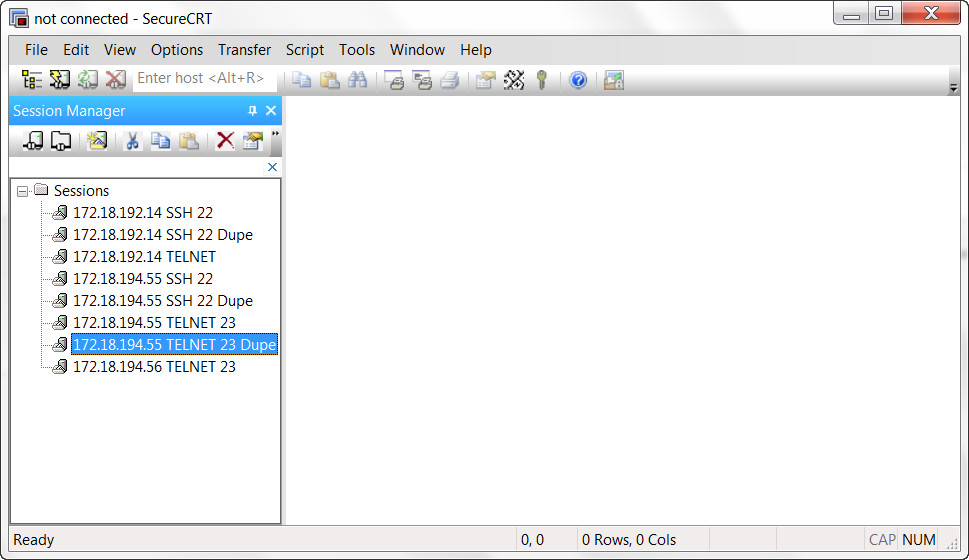 not connected - SecureCRT
File Edit View Options Transfer Script Tools Window Help
Enter host <Alt+R>
Session Manager
Sessions
172.18.192.14 SSH 22
172.18.192.14 SSH 22 Dupe
172.18.192.14 TELNET
172.18.194.55 SSH 22
172.18.194.55 SSH 22 Dupe
172.18.194.55 TELNET 23
172.18.194.55 TELNET 23 Dupe
172.18.194.56 TELNET 23
Ready 0, 0 0 Rows, 0 Cols CAP NUM